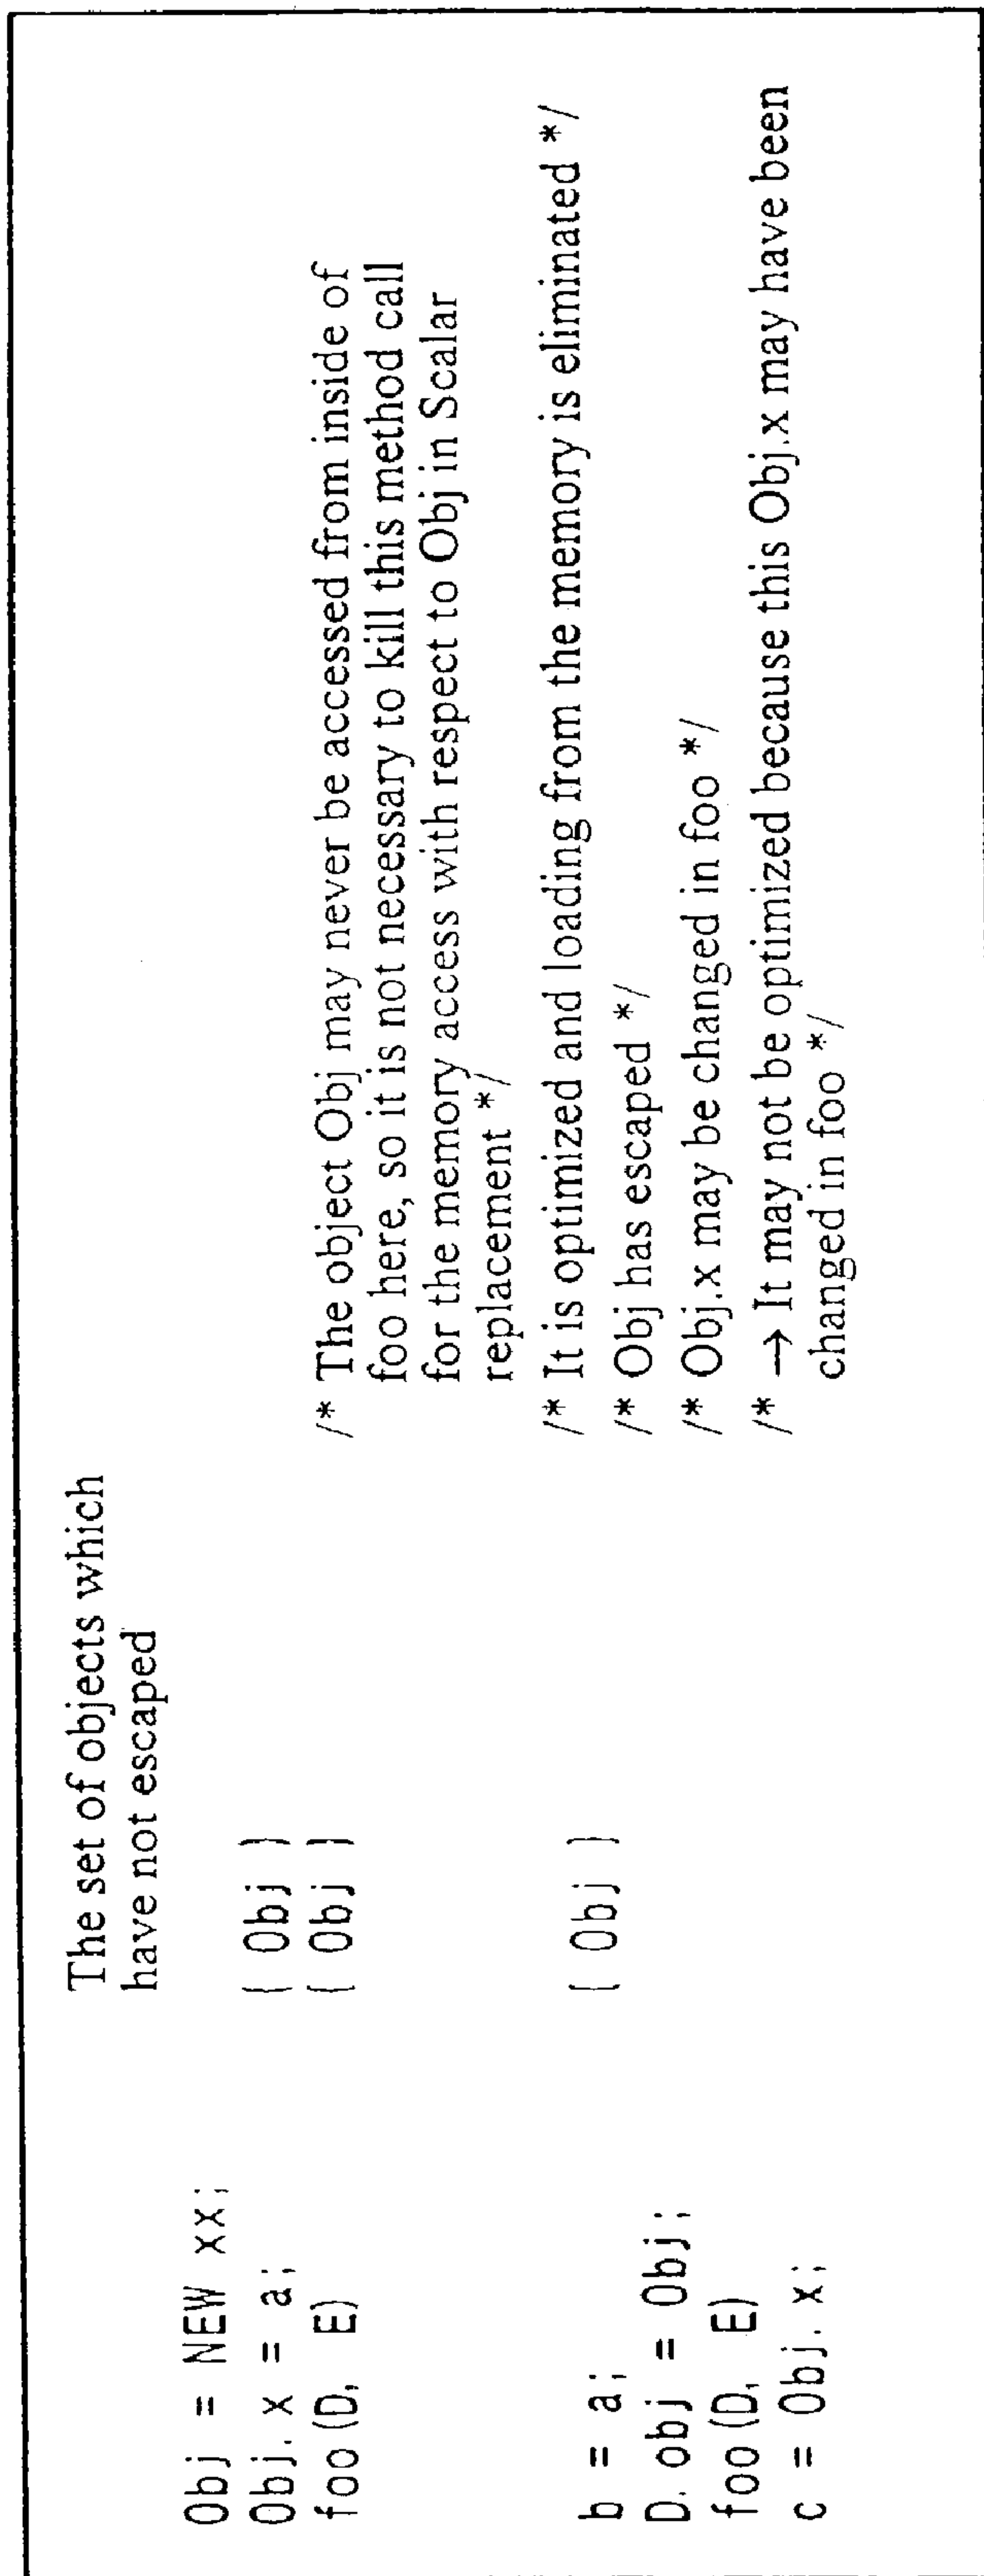 The set of objects which
have not escaped
Obj = NEW xx;
Obj. x = a; { Obj }
foo (D, E) { Obj } /* The object Obj may never be accessed from inside of
foo here, so it is not necessary to kill this method call
for the memory access with respect to Obj in Scalar
replacement */
b = a; { Obj } /* It is optimized and loading from the memory is eliminated */
D. obj = Obj; /* Obj has escaped */
foo (D, E) /* Obj.x may be changed in foo */
c = Obj. x; /* → It may not be optimized because this Obj.x may have been
changed in foo */